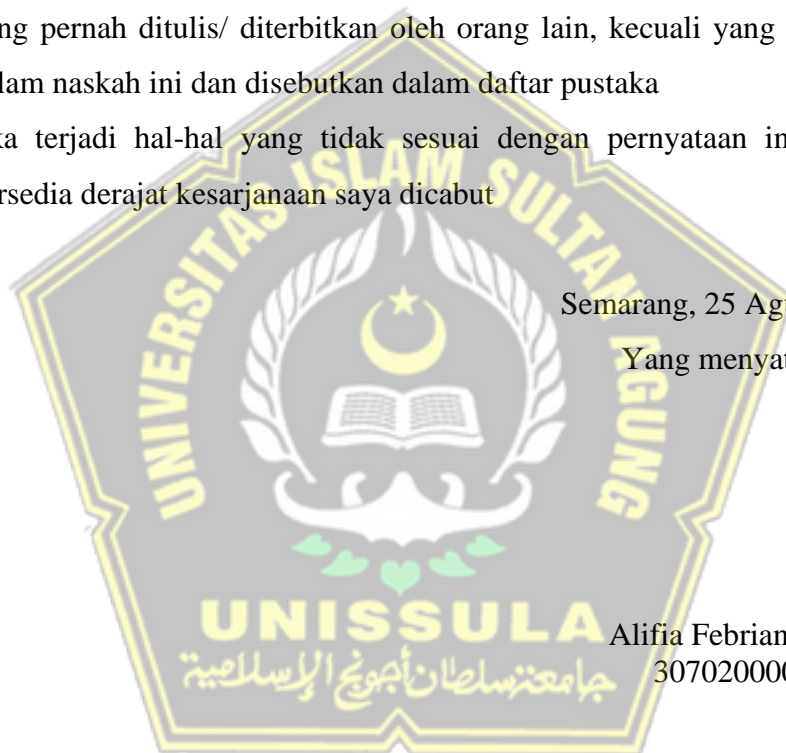 ng pernah ditulis/ diterbitkan oleh orang lain, kecuali yang
lam naskah ini dan disebutkan dalam daftar pustaka
ka terjadi hal-hal yang tidak sesuai dengan pernyataan in
rsedia derajat kesarjanaan saya dicabut
UNIVERSITAS ISLAM SULTAN AGUNG
Semarang, 25 Agu
Yang menyat
UNISSULA
Alifia Febrian
جامعة سلطان أجونج الإسلامية
307020000